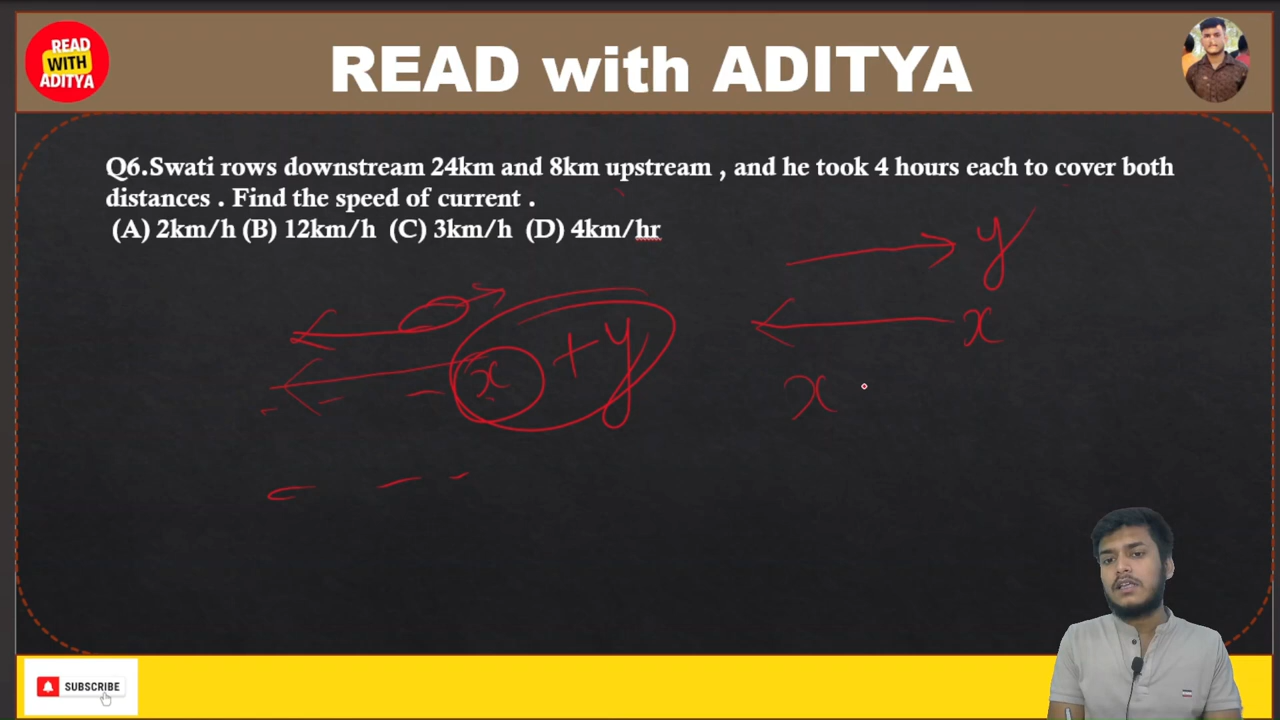 READ
WITH
ADITYA
READ with ADITYA
Q6.Swati rows downstream 24km and 8km upstream , and he took 4 hours each to cover both
distances . Find the speed of current .
(A) 2km/h (B) 12km/h (C) 3km/h (D) 4km/hr
y
x
x + y
x
SUBSCRIBE